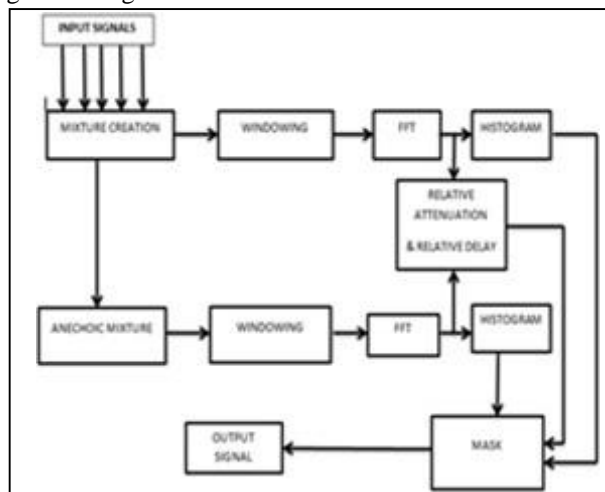 INPUT SIGNALS
MIXTURE CREATION
WINDOWING
FFT
HISTOGRAM
RELATIVE
ATTENUATION
& RELATIVE DELAY
ANECHOIC MIXTURE
WINDOWING
FFT
HISTOGRAM
OUTPUT
SIGNAL
MASK